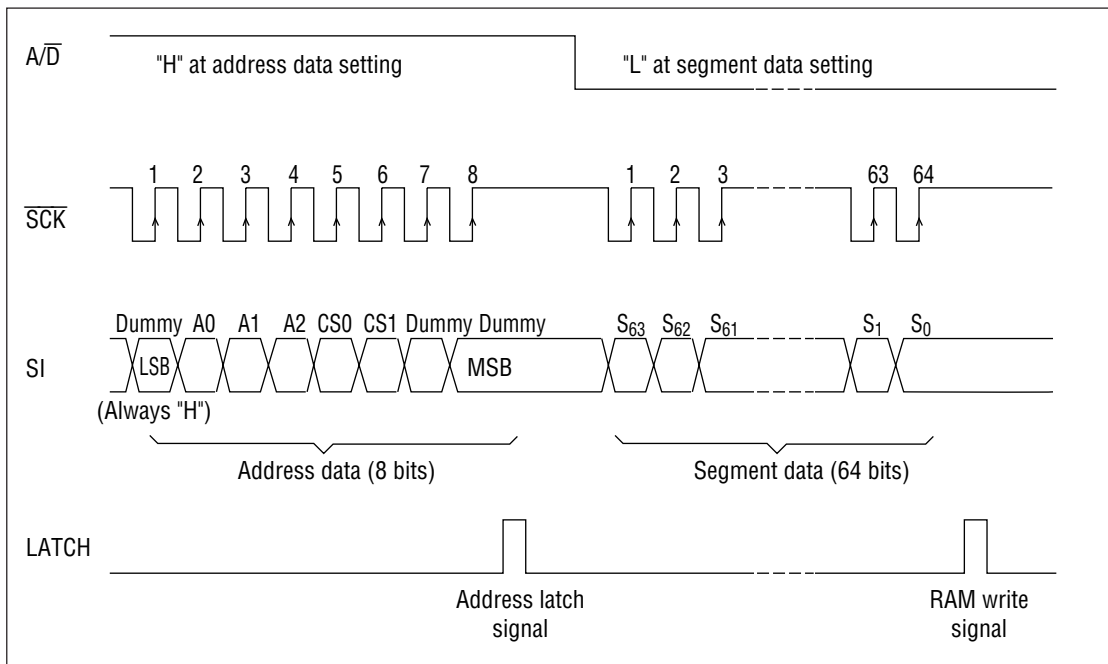 A/D̅
"H" at address data setting
"L" at segment data setting
1 2 3 4 5 6 7 8 1 2 3 63 64
S̅C̅K̅
Dummy A0 A1 A2 CS0 CS1 Dummy Dummy S₆₃ S₆₂ S₆₁ S₁ S₀
SI LSB MSB
(Always "H")
Address data (8 bits)
Segment data (64 bits)
LATCH
Address latch
signal
RAM write
signal